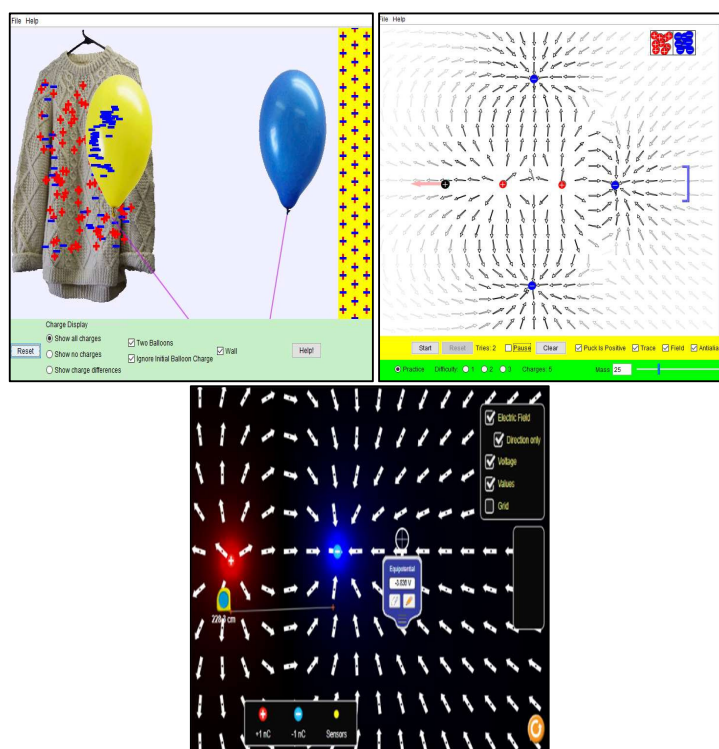 File Help
Charge Display
Show all charges
Show no charges
Show charge differences
Two Balloons
Ignore Initial Balloon Charge
Wall
Reset
Help!
File Help
Start Reset Tries: 2 Pause Clear Puck Is Positive Trace Field Antialia
Practice Difficulty: 1 2 3 Charges: 5 Mass 25
Electric Field
Direction only
Voltage
Values
Grid
Equipotential
+1 nC -1 nC Sensors